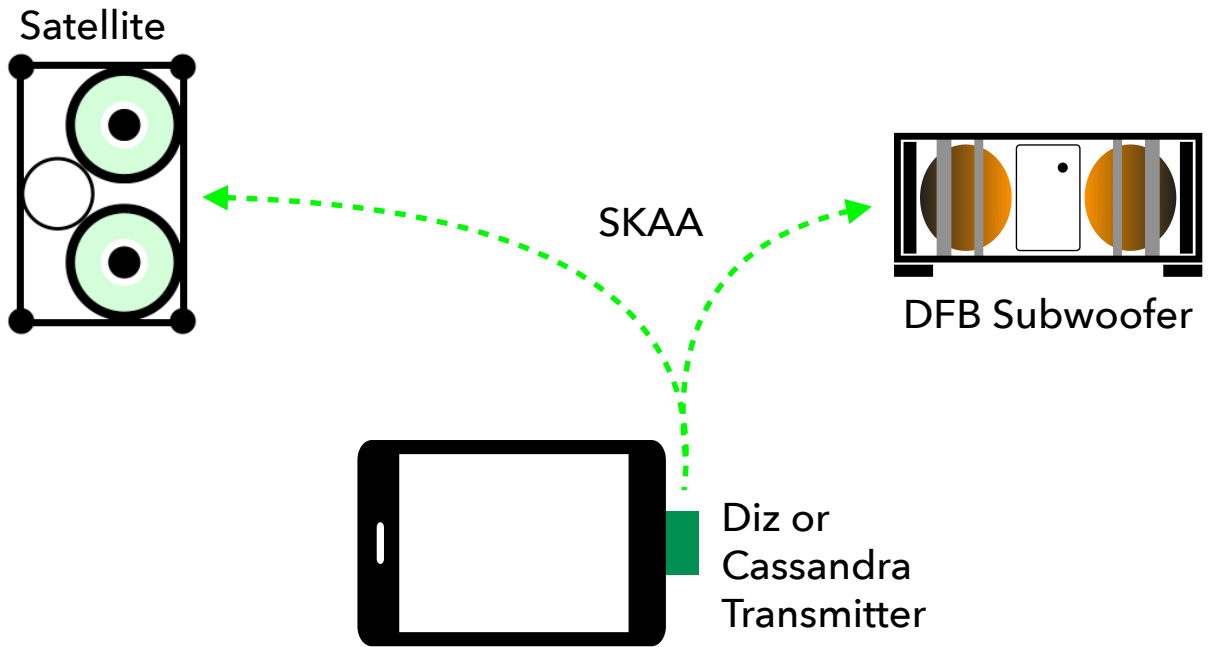 Satellite
SKAA
DFB Subwoofer
Diz or
Cassandra
Transmitter